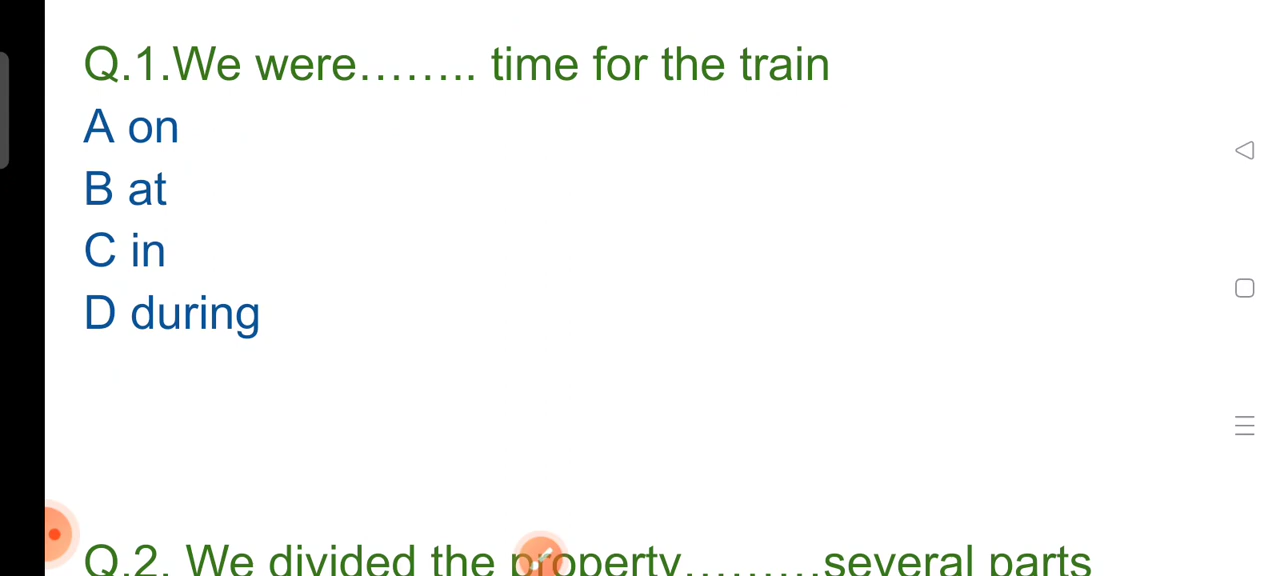 Q.1.We were…….. time for the train
A on
B at
C in
D during
Q.2. We divided the property………several parts